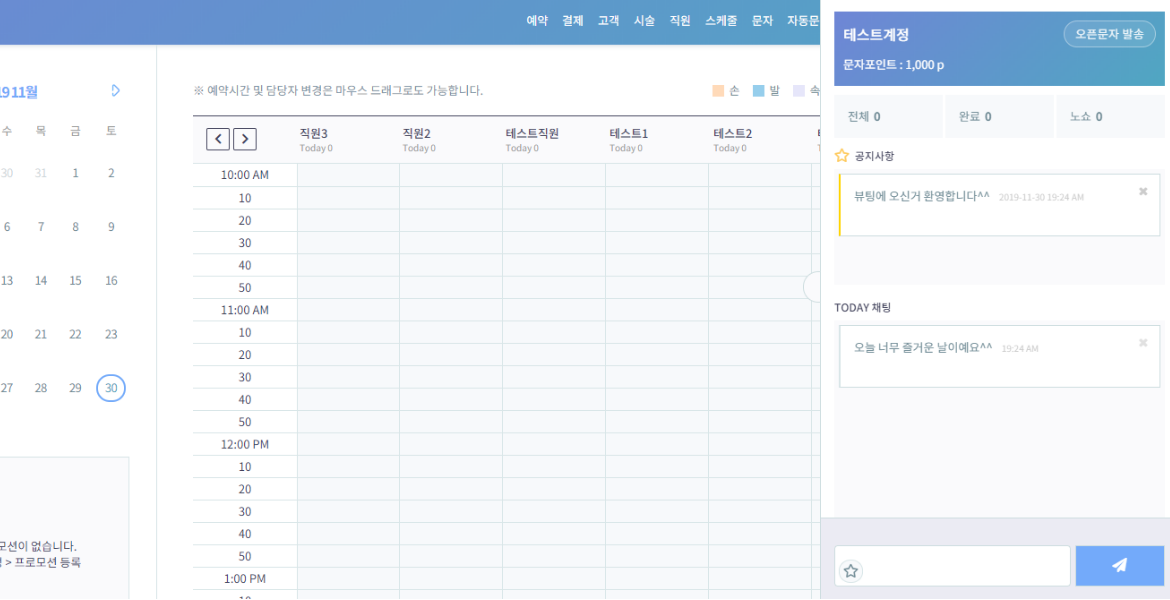 예약 결제 고객 시술 직원 스케줄 문자 자동문
테스트계정
오픈문자 발송
문자포인트 : 1,000 p
19 11월
수 목 금 토
30 31 1 2
6 7 8 9
13 14 15 16
20 21 22 23
27 28 29 30
모션이 없습니다.
> 프로모션 등록
※ 예약시간 및 담당자 변경은 마우스 드래그로도 가능합니다.
손 발 속
직원3 직원2 테스트직원 테스트1 테스트2
Today 0 Today 0 Today 0 Today 0 Today 0
10:00 AM
10
20
30
40
50
11:00 AM
10
20
30
40
50
12:00 PM
10
20
30
40
50
1:00 PM
10
전체 0 완료 0 노쇼 0
공지사항
뷰팅에 오신거 환영합니다^^ 2019-11-30 19:24 AM
TODAY 채팅
오늘 너무 즐거운 날이예요^^ 19:24 AM